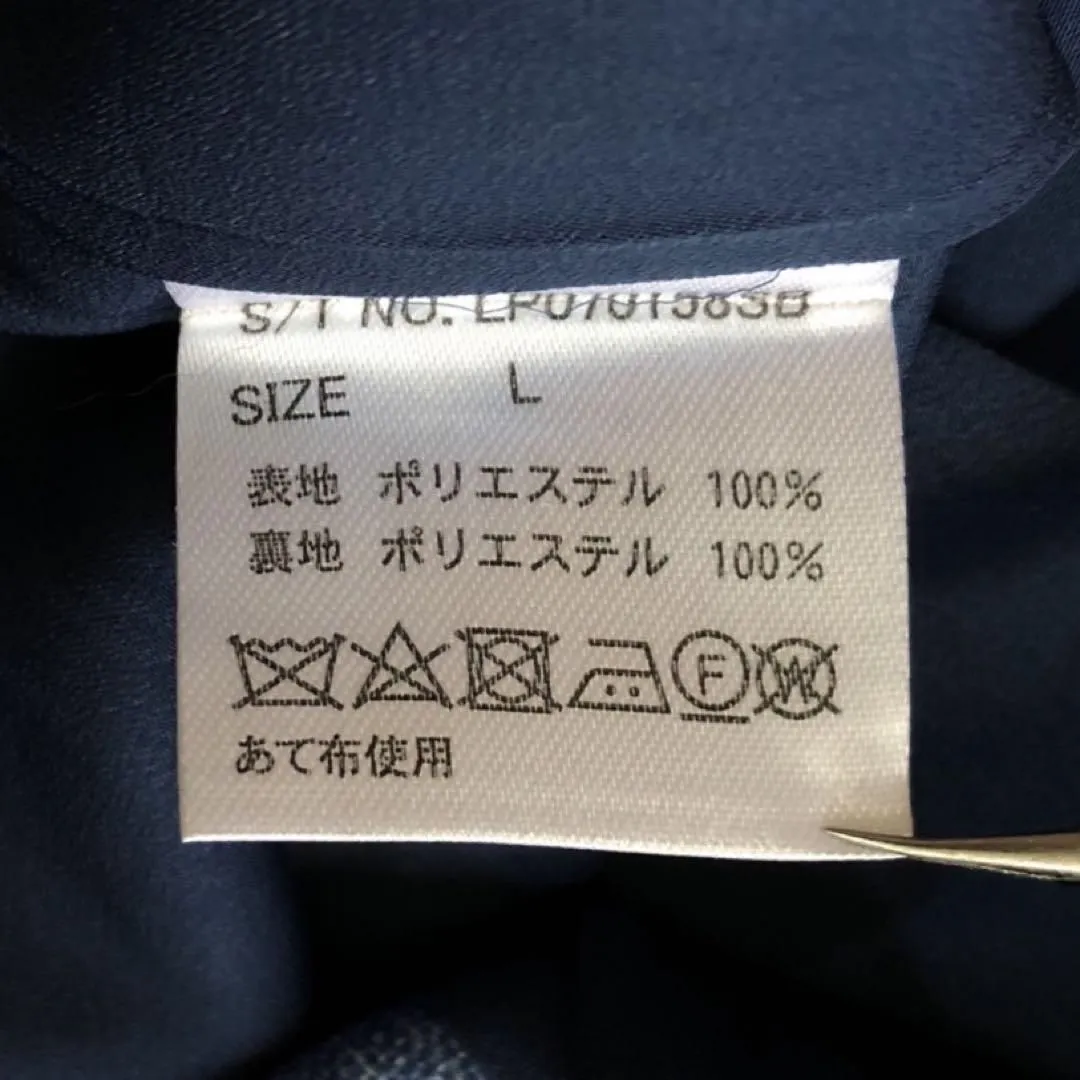 S/T NO. LP0701583B
SIZE L
表地 ポリエステル 100%
裏地 ポリエステル 100%
F
W
あて布使用